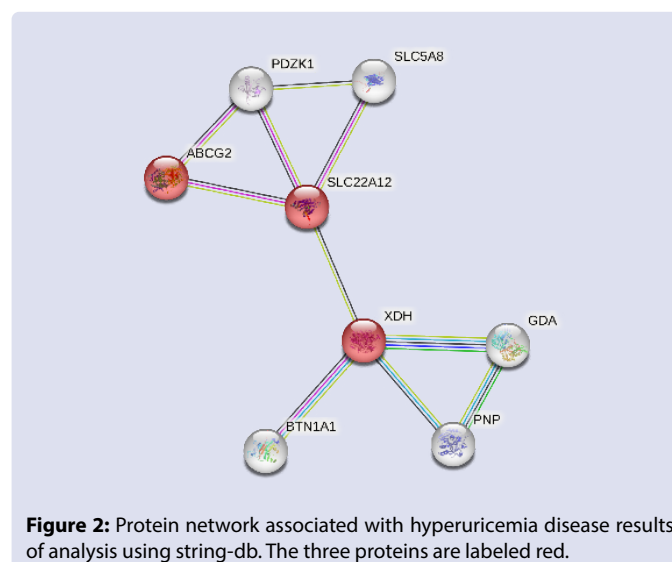 PDZK1
SLC5A8
ABCG2
SLC22A12
XDH
GDA
BTN1A1
PNP
Figure 2: Protein network associated with hyperuricemia disease results
of analysis using string-db. The three proteins are labeled red.